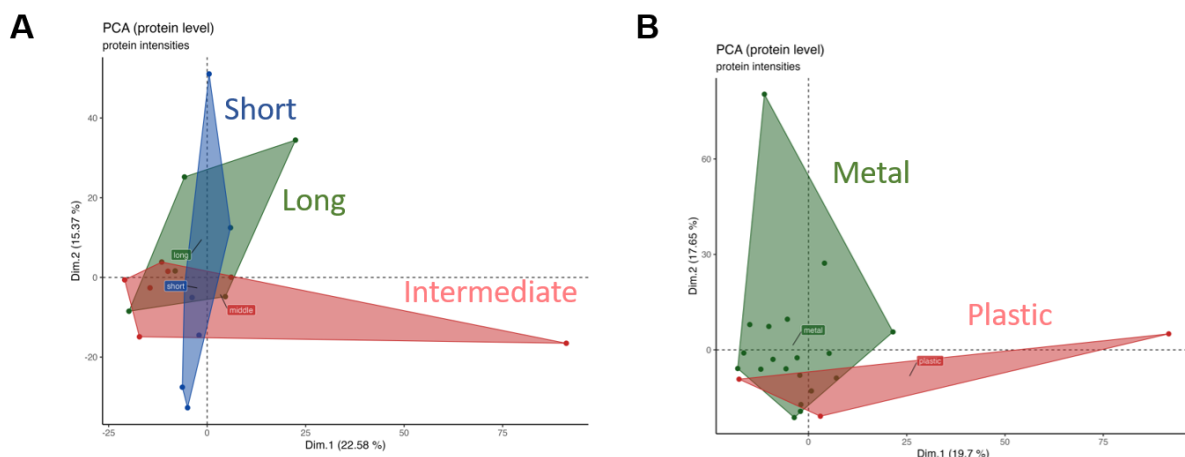 A
PCA (protein level)
protein intensities
Short
Long
Intermediate
long
short
middle
40
20
0
-20
Dim.2 (15.37 %)
-25
0
25
50
75
Dim.1 (22.58 %)
B
PCA (protein level)
protein intensities
Metal
Plastic
metal
plastic
60
30
0
Dim.2 (17.65 %)
0
25
50
75
Dim.1 (19.7 %)